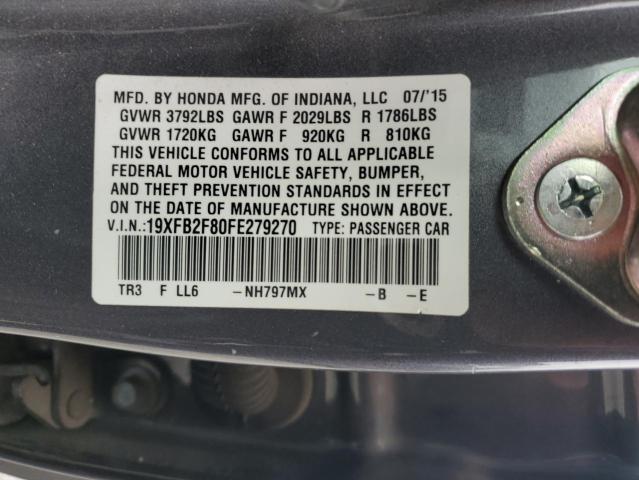 MFD. BY HONDA MFG. OF INDIANA, LLC 07/'15
GVWR 3792LBS GAWR F 2029LBS R 1786LBS
GVWR 1720KG GAWR F 920KG R 810KG
THIS VEHICLE CONFORMS TO ALL APPLICABLE
FEDERAL MOTOR VEHICLE SAFETY, BUMPER,
AND THEFT PREVENTION STANDARDS IN EFFECT
ON THE DATE OF MANUFACTURE SHOWN ABOVE.
V.I.N.:19XFB2F80FE279270 TYPE: PASSENGER CAR
TR3 F LL6 –NH797MX –B –E